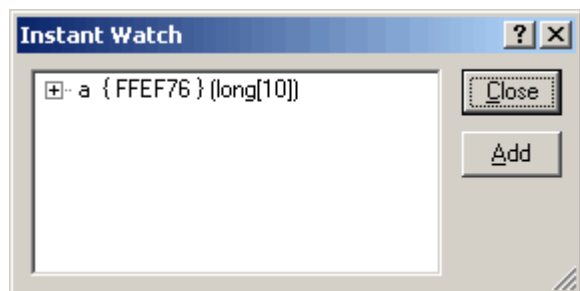 Instant Watch
a { FFEF76 } (long[10])
Close
Add